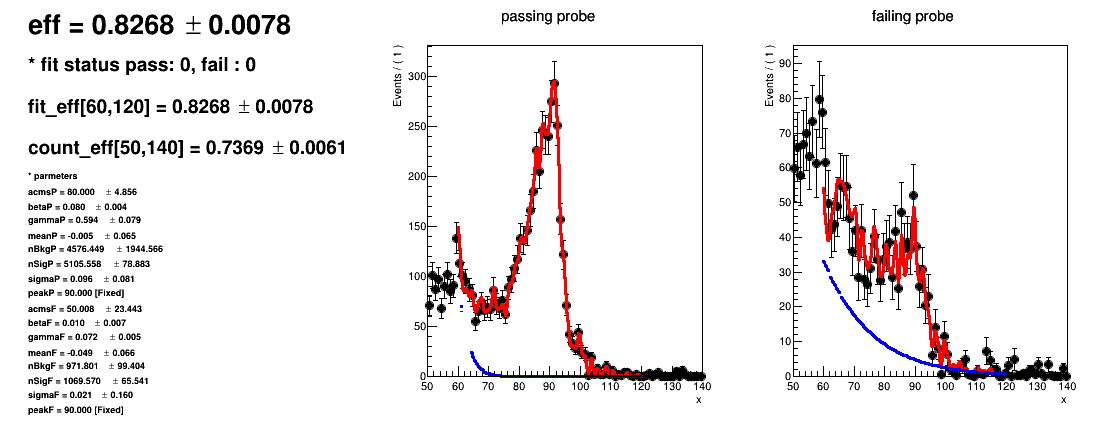 eff = 0.8268 ± 0.0078
* fit status pass: 0, fail : 0
fit_eff[60,120] = 0.8268 ± 0.0078
count_eff[50,140] = 0.7369 ± 0.0061
* parmeters
acmsP = 80.000 ± 4.856
betaP = 0.080 ± 0.004
gammaP = 0.594 ± 0.079
meanP = -0.005 ± 0.065
nBkgP = 4576.449 ± 1944.566
nSigP = 5105.558 ± 78.883
sigmaP = 0.096 ± 0.081
peakP = 90.000 [Fixed]
acmsF = 50.008 ± 23.443
betaF = 0.010 ± 0.007
gammaF = 0.072 ± 0.005
meanF = -0.049 ± 0.066
nBkgF = 971.801 ± 99.404
nSigF = 1069.570 ± 65.541
sigmaF = 0.021 ± 0.160
peakF = 90.000 [Fixed]
passing probe
Events / ( 1 )
300
250
200
150
100
50
0
50 60 70 80 90 100 110 120 130 140
x
failing probe
Events / ( 1 )
90
80
70
60
50
40
30
20
10
0
50 60 70 80 90 100 110 120 130 140
x